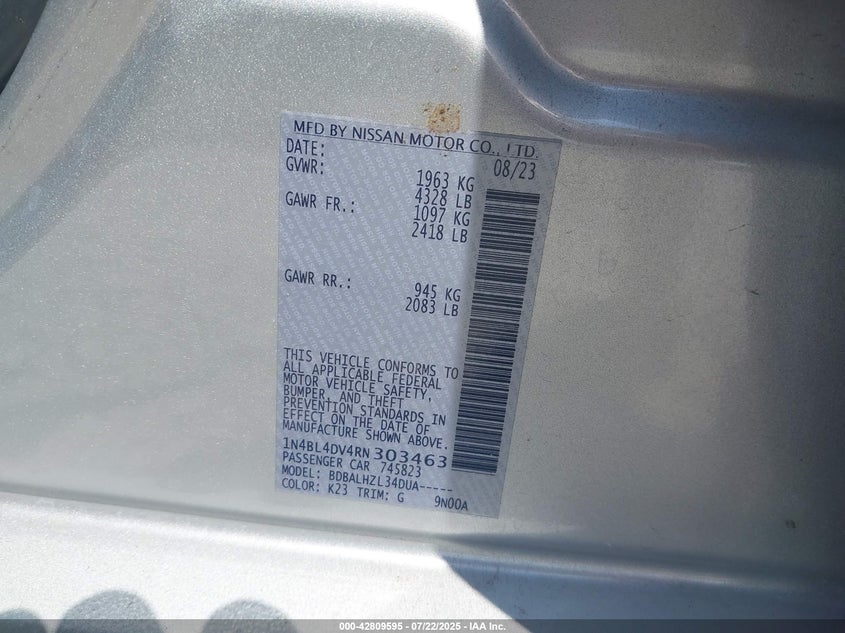 MFD BY NISSAN MOTOR CO., LTD.
DATE: 08/23
GVWR: 1963 KG
4328 LB
GAWR FR.: 1097 KG
2418 LB
GAWR RR.: 945 KG
2083 LB
THIS VEHICLE CONFORMS TO
ALL APPLICABLE FEDERAL
MOTOR VEHICLE SAFETY,
BUMPER, AND THEFT
PREVENTION STANDARDS IN
EFFECT ON THE DATE OF
MANUFACTURE SHOWN ABOVE.
1N4BL4DV4RN303463
PASSENGER CAR 745823
MODEL: BDBALHZL34DUA-----
COLOR: K23 TRIM: G 9N00A
000-42809595 - 07/22/2025 - IAA Inc.